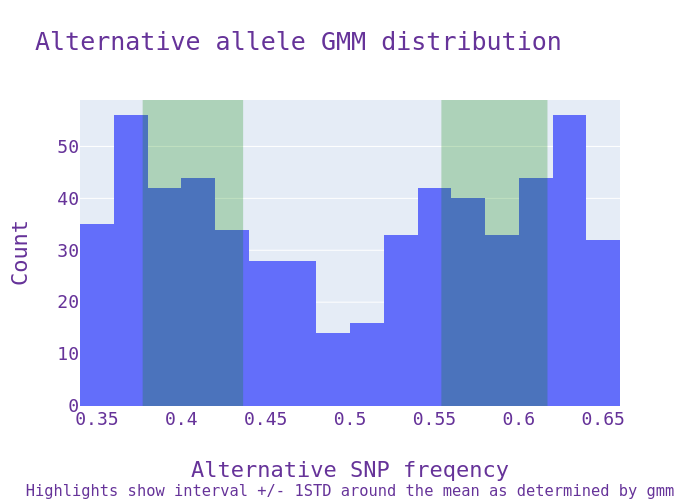 Alternative allele GMM distribution
50
40
30
20
10
0
Count
0.35 0.4 0.45 0.5 0.55 0.6 0.65
Alternative SNP freqency
Highlights show interval +/- 1STD around the mean as determined by gmm